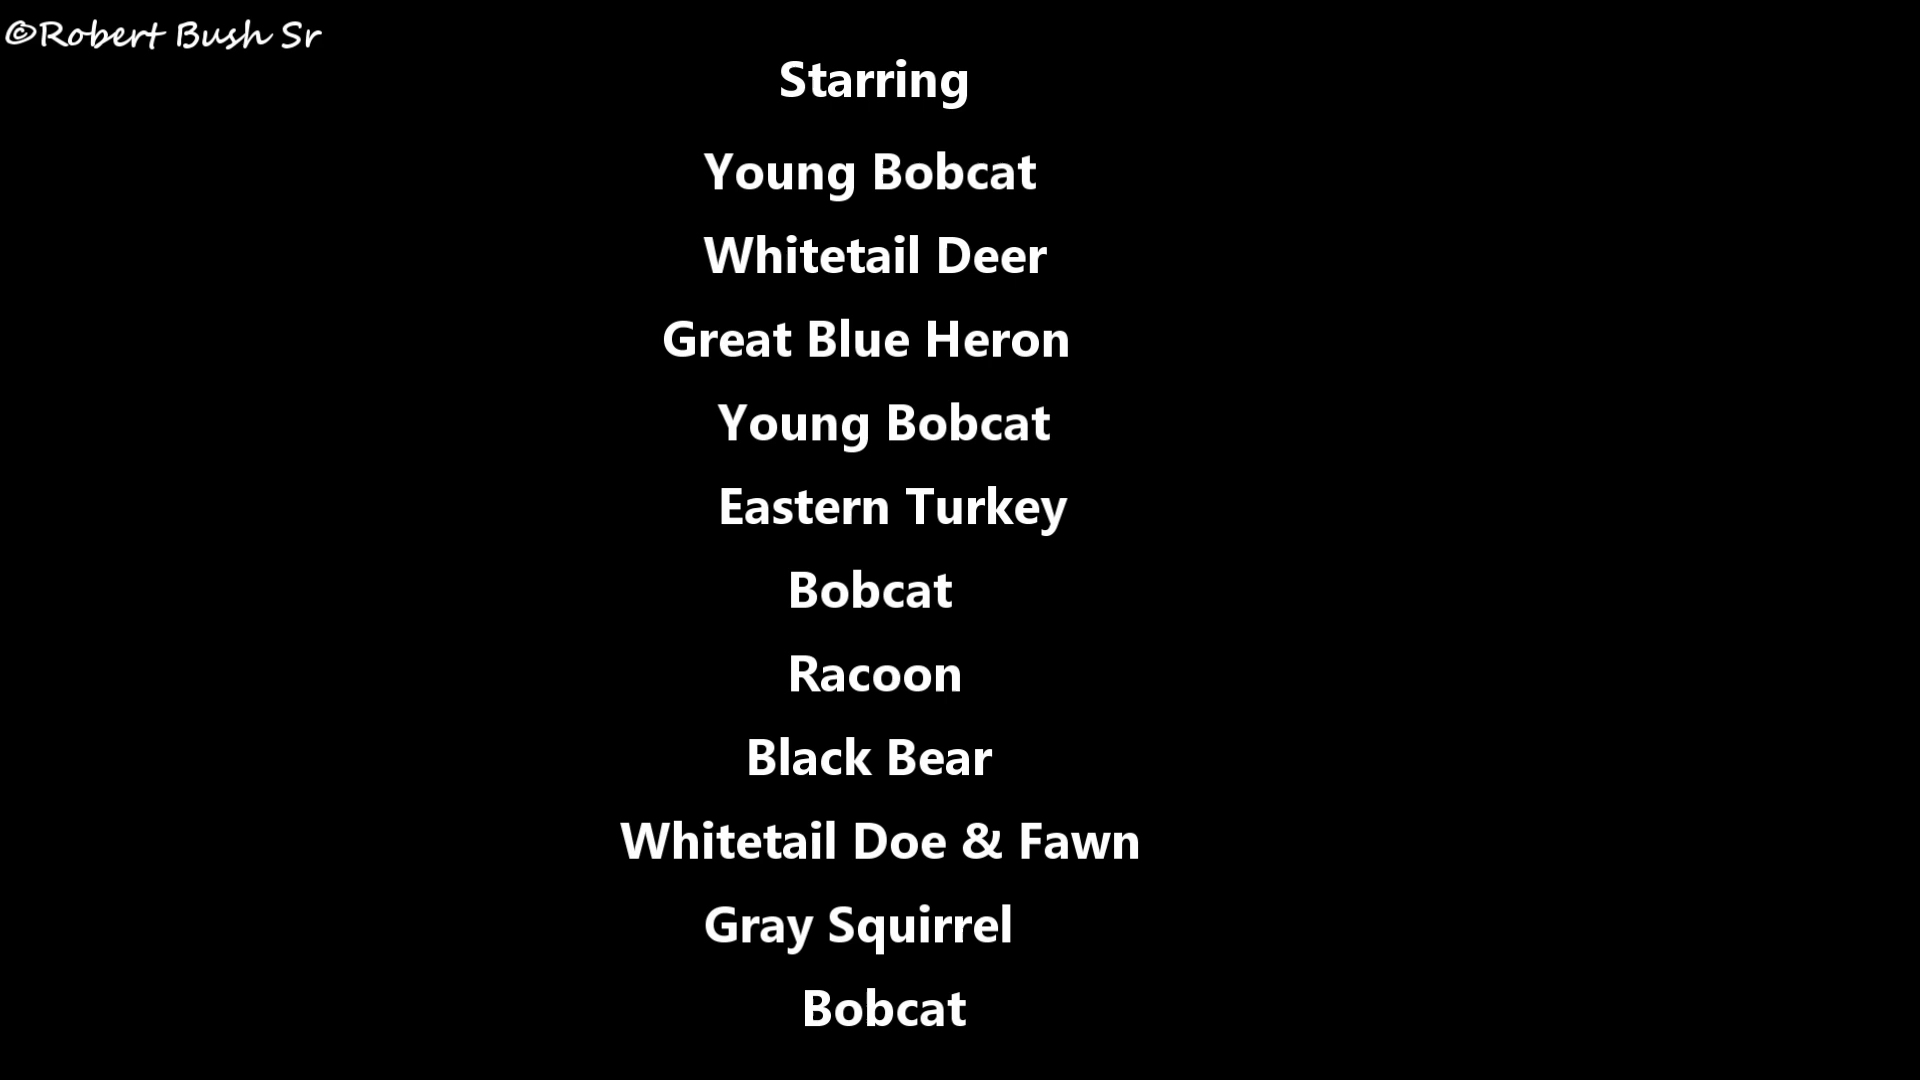 ©Robert Bush Sr
Starring
Young Bobcat
Whitetail Deer
Great Blue Heron
Young Bobcat
Eastern Turkey
Bobcat
Racoon
Black Bear
Whitetail Doe & Fawn
Gray Squirrel
Bobcat